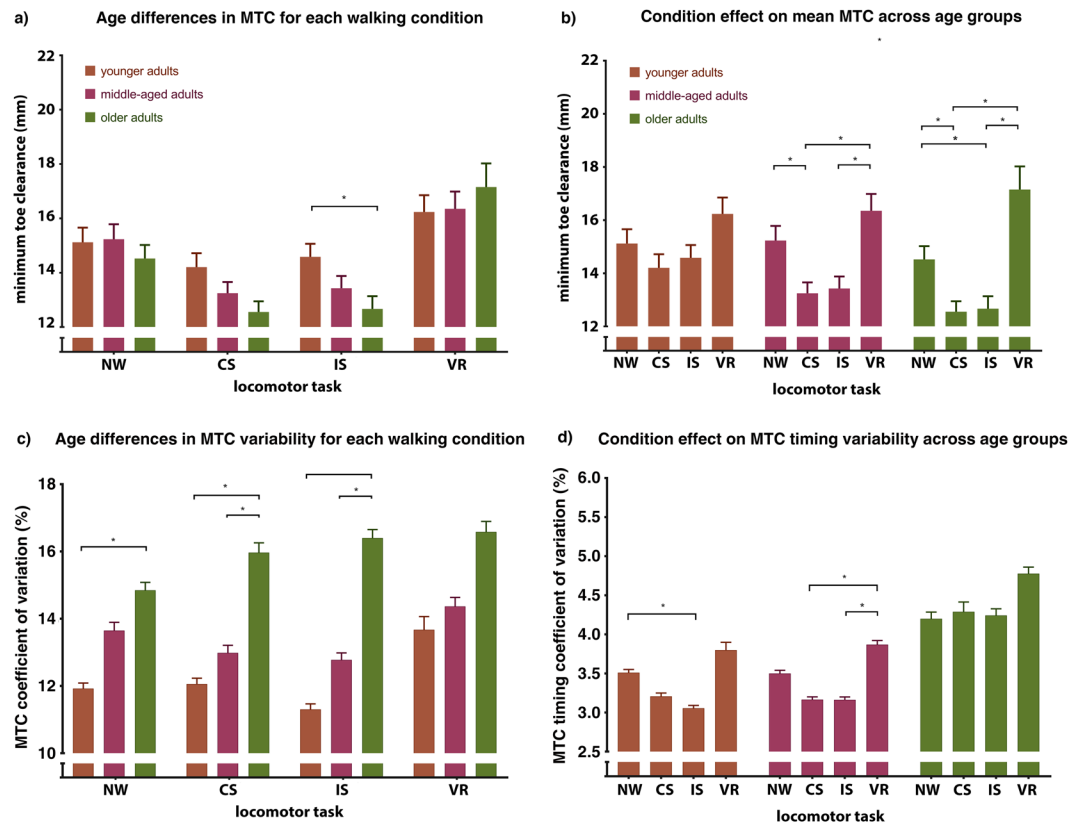 a) Age differences in MTC for each walking condition
minimum toe clearance (mm)
22
20
18
16
14
12
younger adults
middle-aged adults
older adults
*
NW CS IS VR
locomotor task
b) Condition effect on mean MTC across age groups
*
minimum toe clearance (mm)
22
20
18
16
14
12
younger adults
middle-aged adults
older adults
* * *
* * * *
NW CS IS VR NW CS IS VR NW CS IS VR
locomotor task
c) Age differences in MTC variability for each walking condition
MTC coefficient of variation (%)
18
16
14
12
10
* * * *
NW CS IS VR
locomotor task
d) Condition effect on MTC timing variability across age groups
MTC timing coefficient of variation (%)
6.0
5.5
5.0
4.5
4.0
3.5
3.0
2.5
* * *
NW CS IS VR NW CS IS VR NW CS IS VR
locomotor task